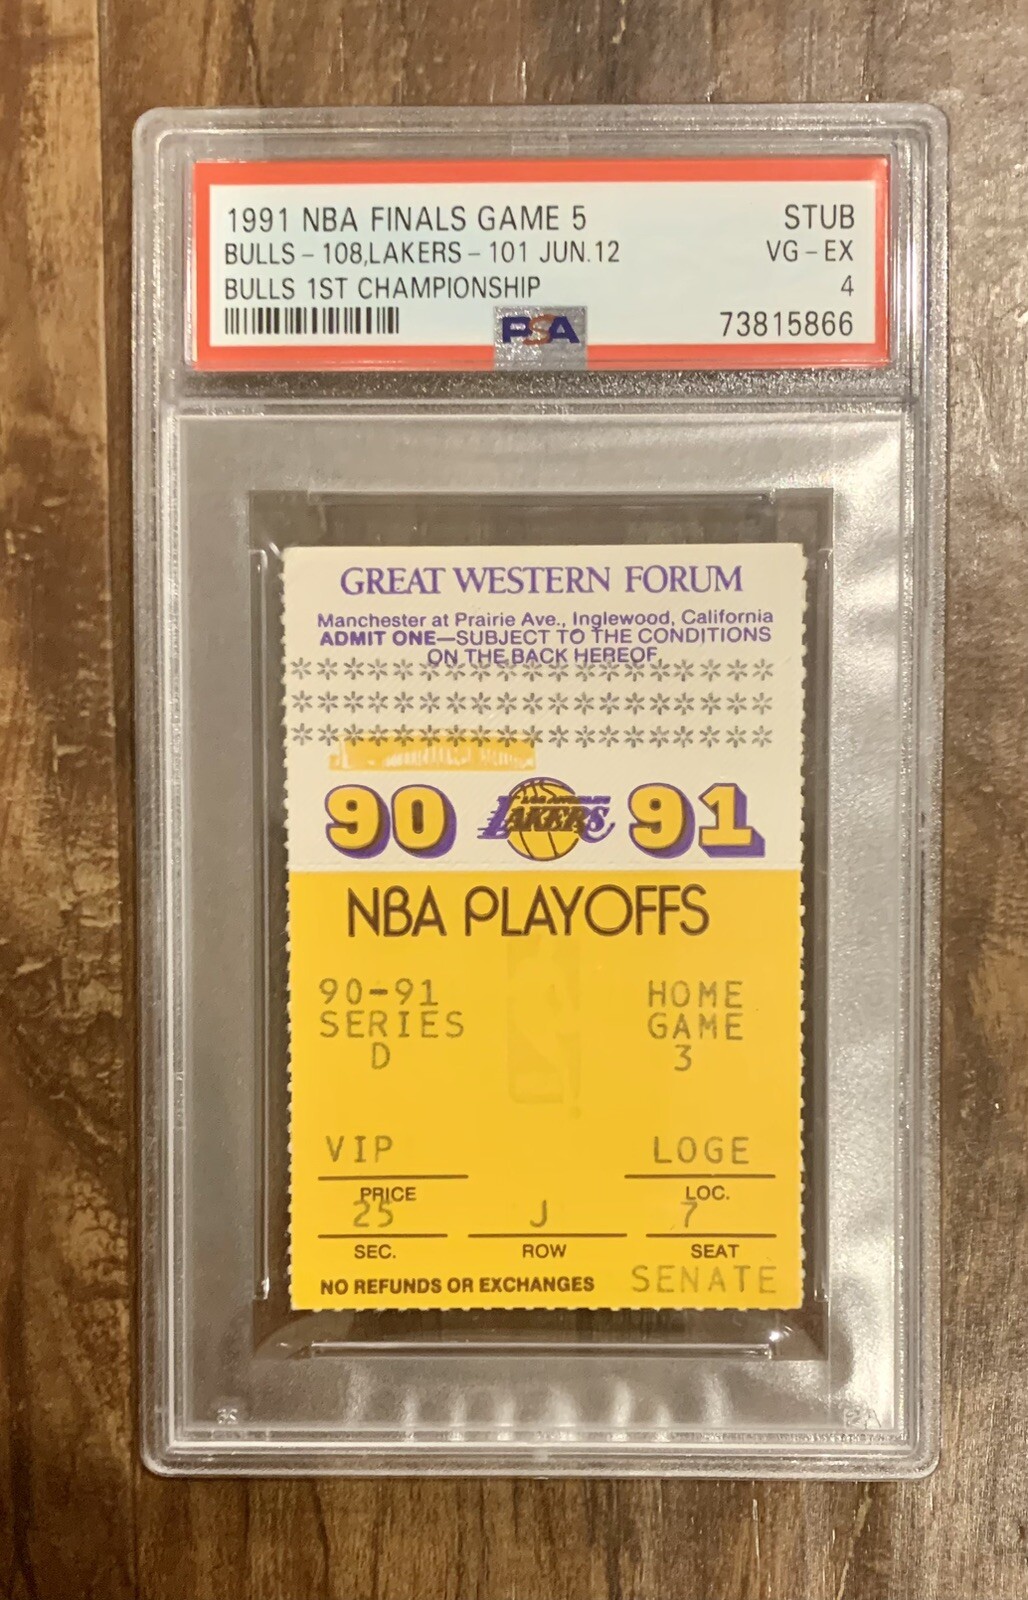 1991 NBA FINALS GAME 5 STUB
BULLS - 108,LAKERS - 101 JUN.12 VG - EX
BULLS 1ST CHAMPIONSHIP 4
PSA 73815866
GREAT WESTERN FORUM
Manchester at Prairie Ave., Inglewood, California
ADMIT ONE—SUBJECT TO THE CONDITIONS
ON THE BACK HEREOF
* * * * * * * * * * * * * * * * * * *
* * * * * * * * * * * * * * * * * * *
* * * * * * * * * * * * * * * * * * *
90 LOS ANGELES LAKERS 91
NBA PLAYOFFS
90-91 HOME
SERIES GAME
D 3
VIP LOGE
PRICE LOC.
25 J 7
SEC. ROW SEAT
NO REFUNDS OR EXCHANGES SENATE